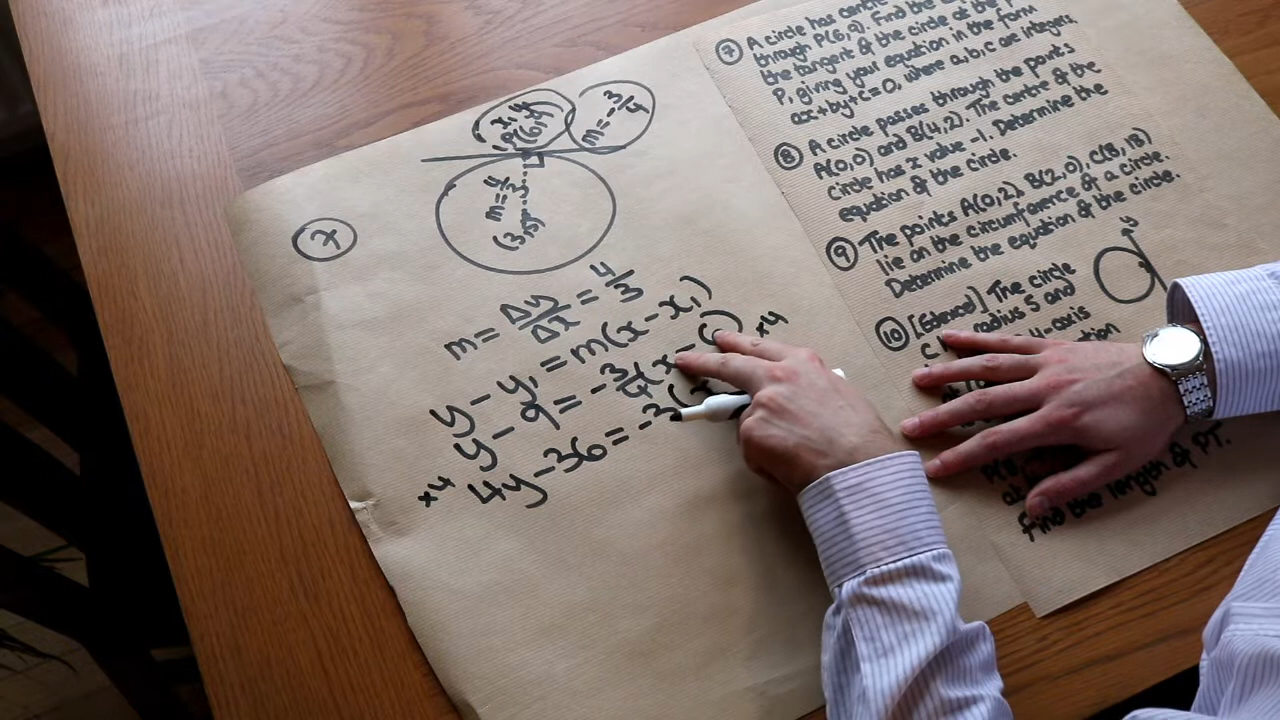 7
x₁ y₁
P(6,9)
m = -3/4
m = 4/3
(3,5)
m = Δy/Δx = 4/3
y - y₁ = m(x - x₁)
y - 9 = -3/4(x - 6) ×4
×4 4y - 36 = -3(x
7 A circle has centre
through P(6,9). Find the
the tangent of the circle at the
P, giving your equation in the form
ax+by+c=0, where a,b,c are integers.
8 A circle passes through the points
A(0,0) and B(4,2). The centre of the
circle has x value -1. Determine the
equation of the circle.
9 The points A(0,2), B(2,0), C(8,18)
lie on the circumference of a circle.
Determine the equation of the circle.
10 [Edexcel] The circle
C radius 5 and
y-axis
Find the length of PT.